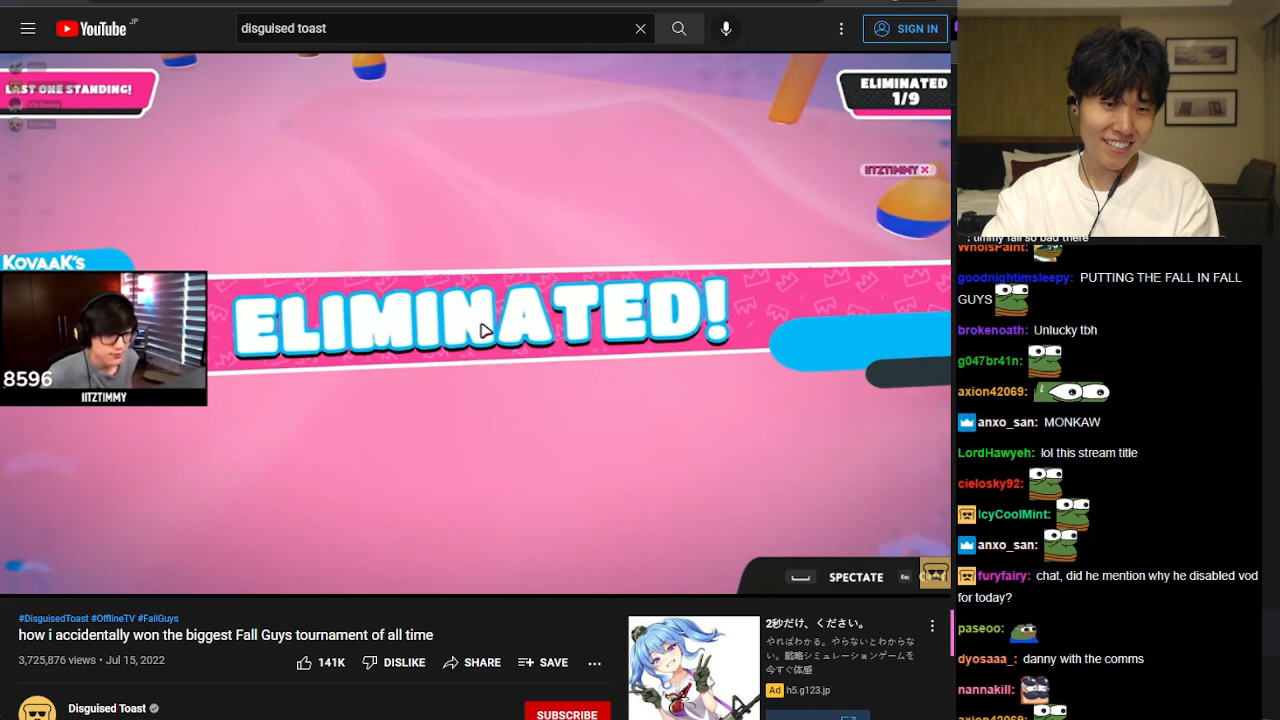 YouTube JP
disguised toast
SIGN IN
LAST ONE STANDING!
ELIMINATED
1/9
IITZTIMMY X
KOVAAK'S
ELIMINATED!
8596
IITZTIMMY
SPECTATE
Esc
#DisguisedToast #OfflineTV #FallGuys
how i accidentally won the biggest Fall Guys tournament of all time
3,725,876 views • Jul 15, 2022
141K
DISLIKE
SHARE
SAVE
Disguised Toast
SUBSCRIBE
2秒だけ、ください。
やればわかる。やらないとわからな
い。戦略シミュレーションゲームを
今すぐ体感
Ad h5.g123.jp
: timmy fall so bad there
WhoisPaint:
goodnightimsleepy: PUTTING THE FALL IN FALL
GUYS
brokenoath: Unlucky tbh
g047br41n:
axion42069:
anxo_san: MONKAW
LordHawyeh: lol this stream title
cielosky92:
IcyCoolMint:
anxo_san:
furyfairy: chat, did he mention why he disabled vod
for today?
paseoo:
dyosaaa_: danny with the comms
nannakill:
axion42069: